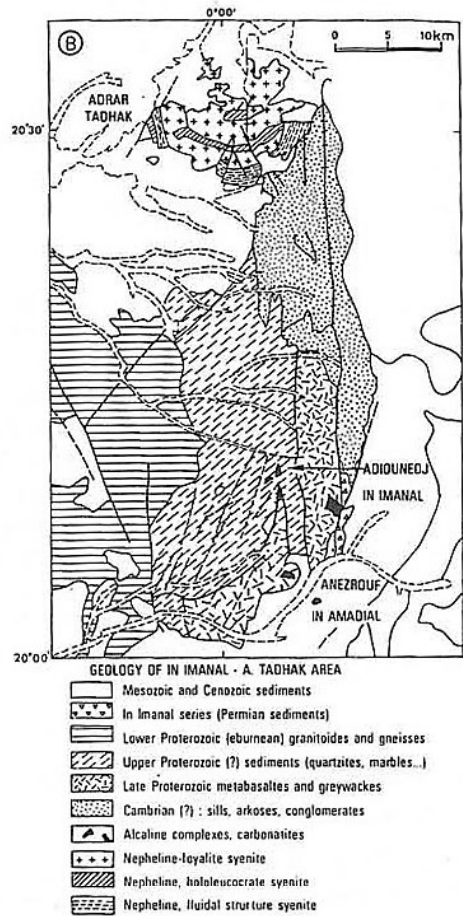 0°00'
B
0 5 10km
ADRAR
TADHAK
20°30'
ADIOUNEDJ
IN IMANAL
ANEZROUF
IN AMADIAL
20°00
GEOLOGY OF IN IMANAL - A. TADHAK AREA
Mesozoic and Cenozoic sediments
In Imanal series (Permian sediments)
Lower Proterozoic (eburnean) granitoides and gneisses
Upper Proterozoic (?) sediments (quartzites, marbles...)
Late Proterozoic metabasaltes and greywackes
Cambrian (?) : sills, arkoses, conglomerates
Alcaline complexes, carbonatites
Nepheline-loyalite syenite
Nepheline, hololeucocrate syenite
Nepheline, fluidal structure syenite